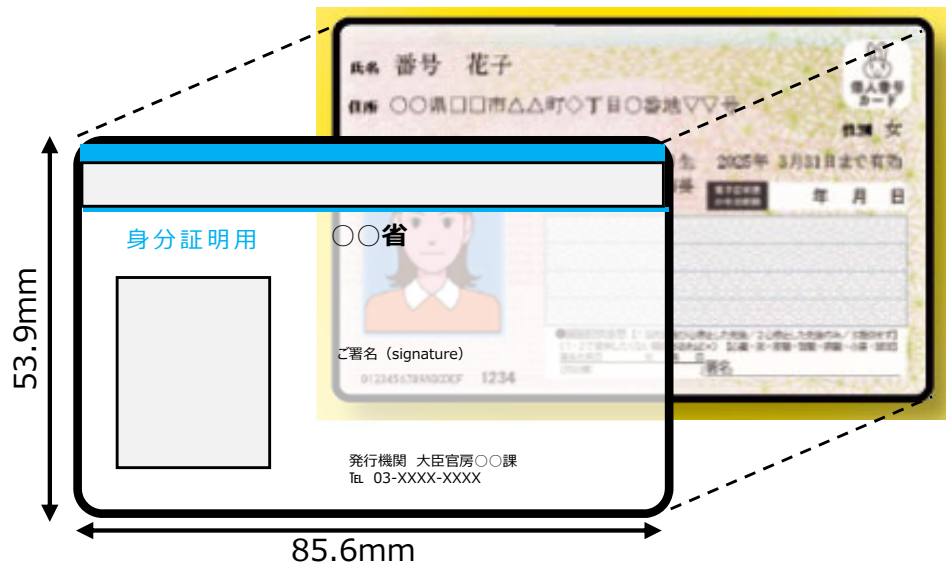 氏名 番号 花子
個人番号
カード
住所 〇〇県口口市△△町◇丁目〇番地▽▽号
性別 女
生 2025年 3月31日まで有効
年 月 日
身分証明用
〇〇省
ご署名（signature）
0123456789ABCDEF 1234
署名
発行機関 大臣官房〇〇課
℡ 03-XXXX-XXXX
53.9mm
85.6mm